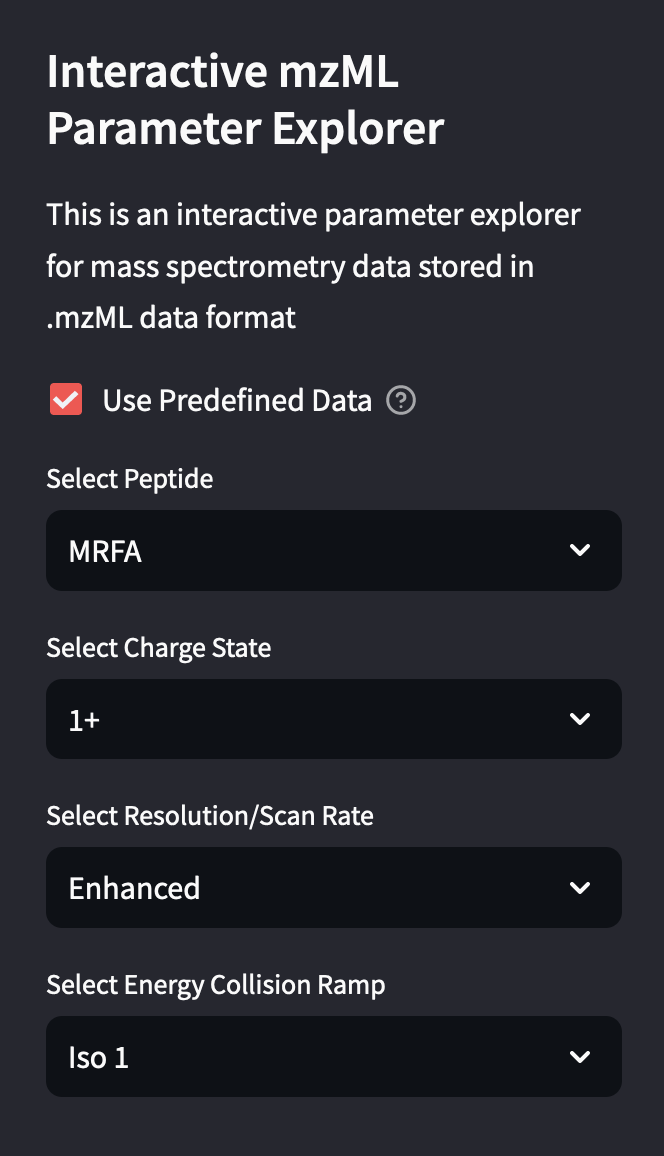 Interactive mzML
Parameter Explorer
This is an interactive parameter explorer
for mass spectrometry data stored in
.mzML data format
Use Predefined Data
Select Peptide
MRFA
Select Charge State
1+
Select Resolution/Scan Rate
Enhanced
Select Energy Collision Ramp
Iso 1